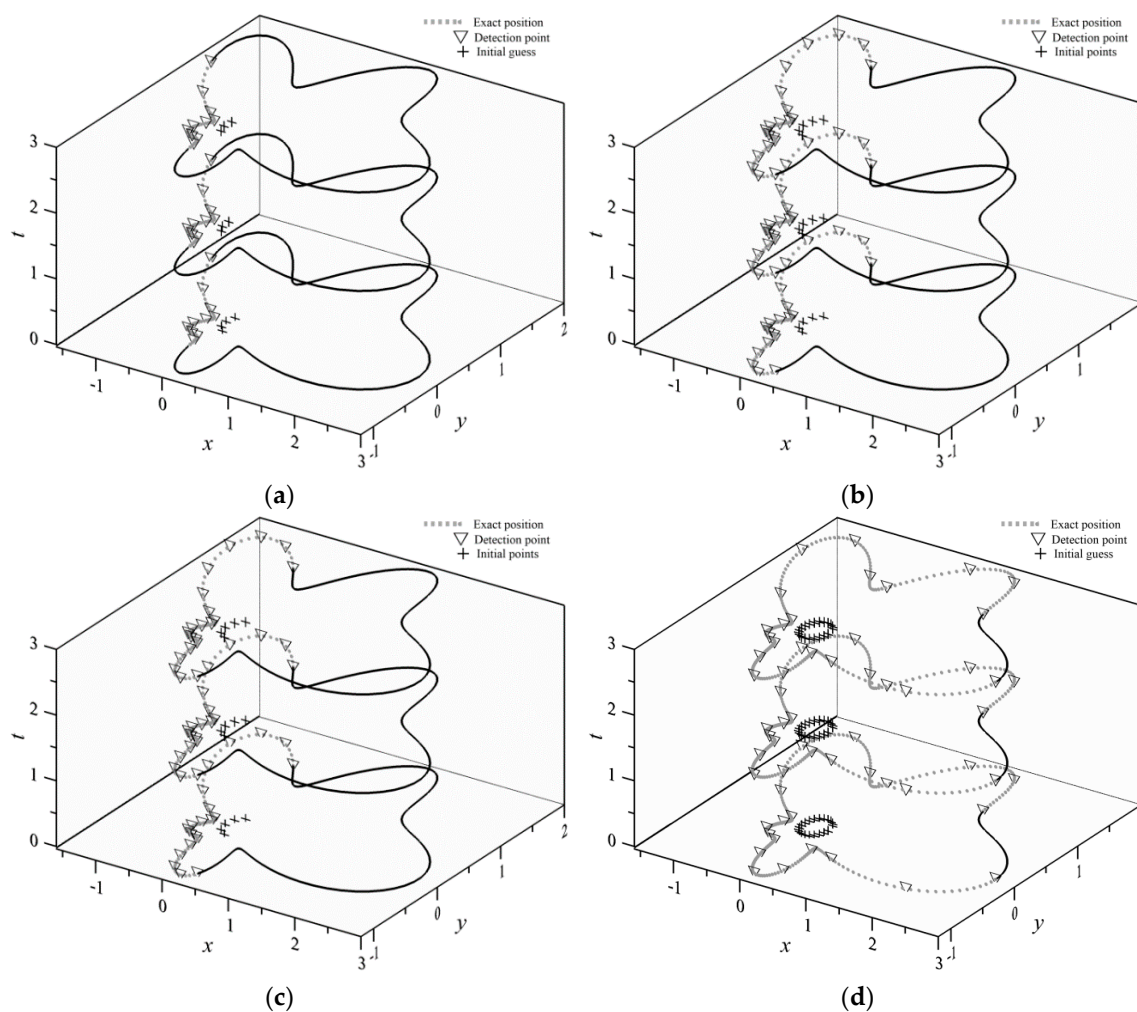 Exact position
Detection point
Initial guess
3
2
1
0
t
-1
0
1
2
3
x
-1
0
1
2
y
(a)
Exact position
Detection point
Initial points
3
2
1
0
t
-1
0
1
2
3
x
-1
0
1
y
(b)
Exact position
Detection point
Initial points
3
2
1
0
t
-1
0
1
2
3
x
-1
0
1
2
y
(c)
Exact position
Detection point
Initial guess
3
2
1
0
t
-1
0
1
2
3
x
-1
0
1
y
(d)